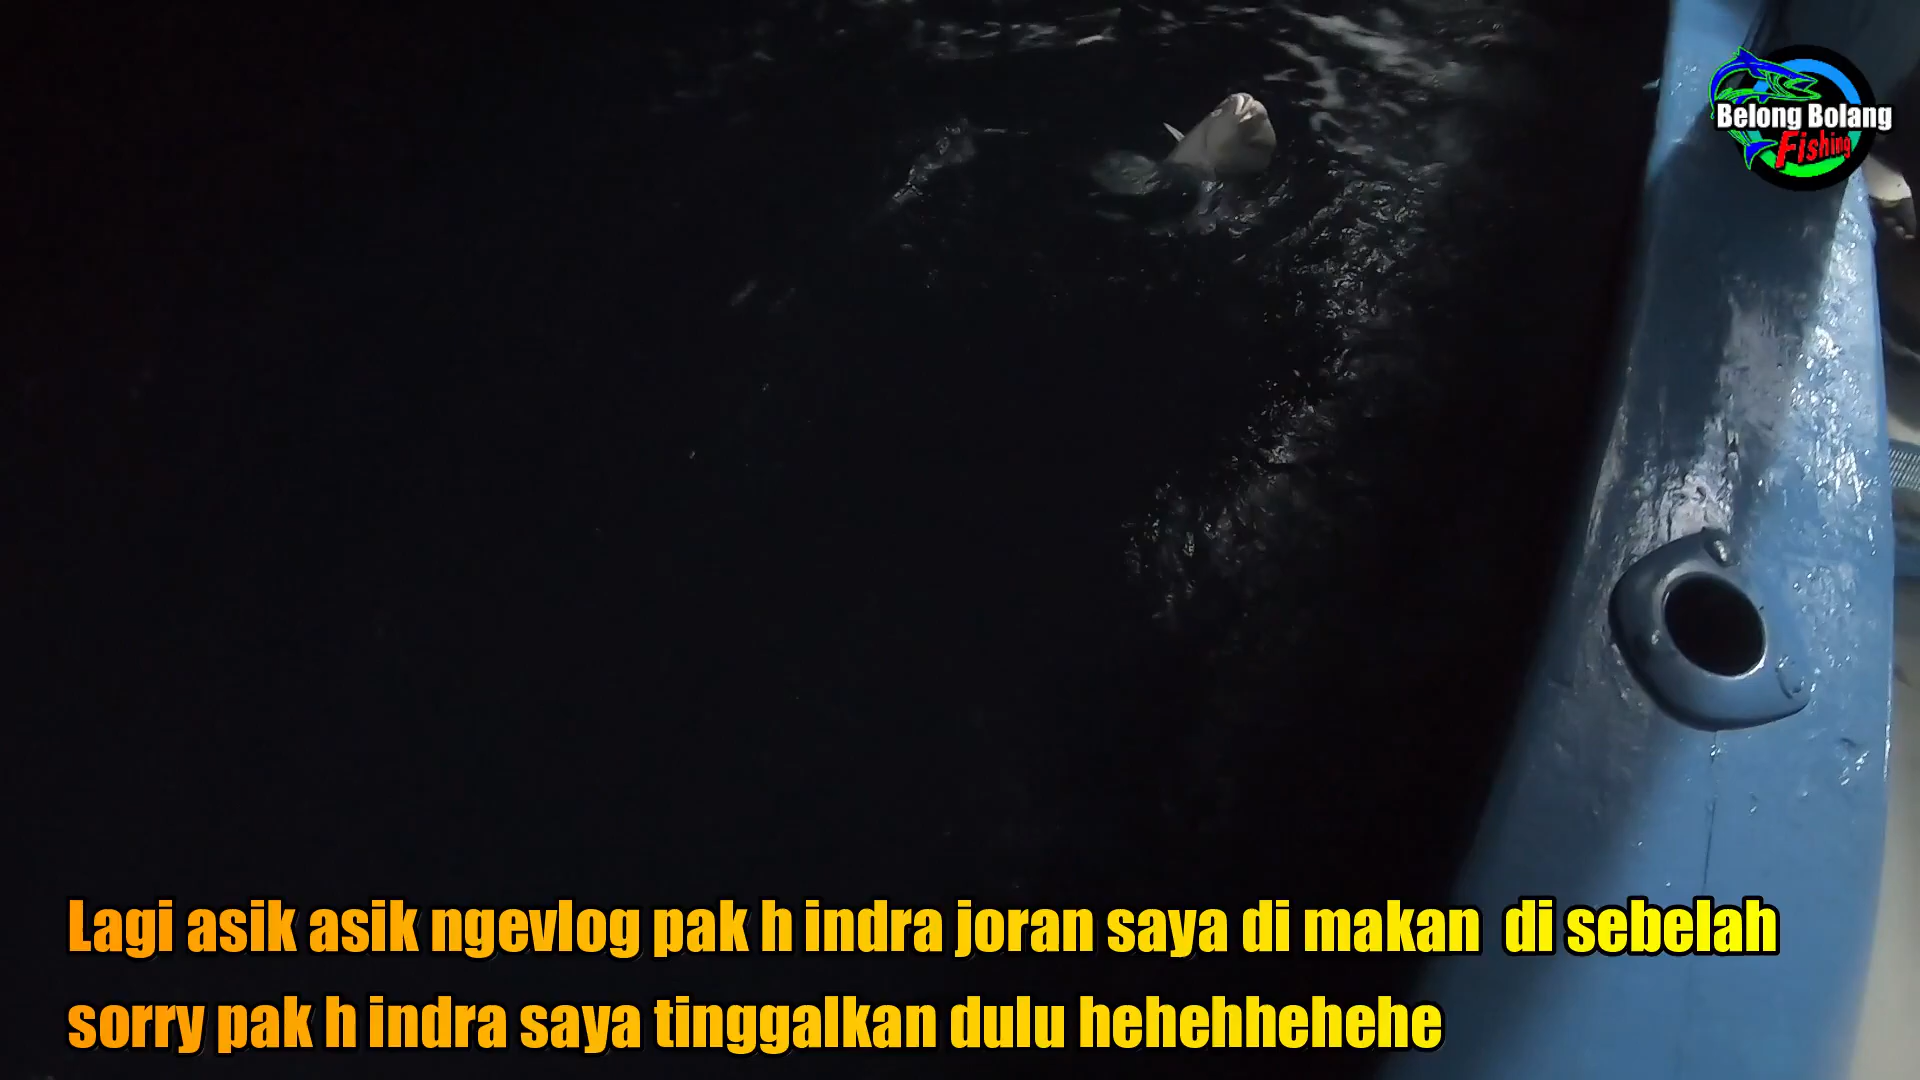 Belong Bolang
Fishing
Lagi asik asik ngevlog pak h indra joran saya di makan di sebelah
sorry pak h indra saya tinggalkan dulu hehehhehehe